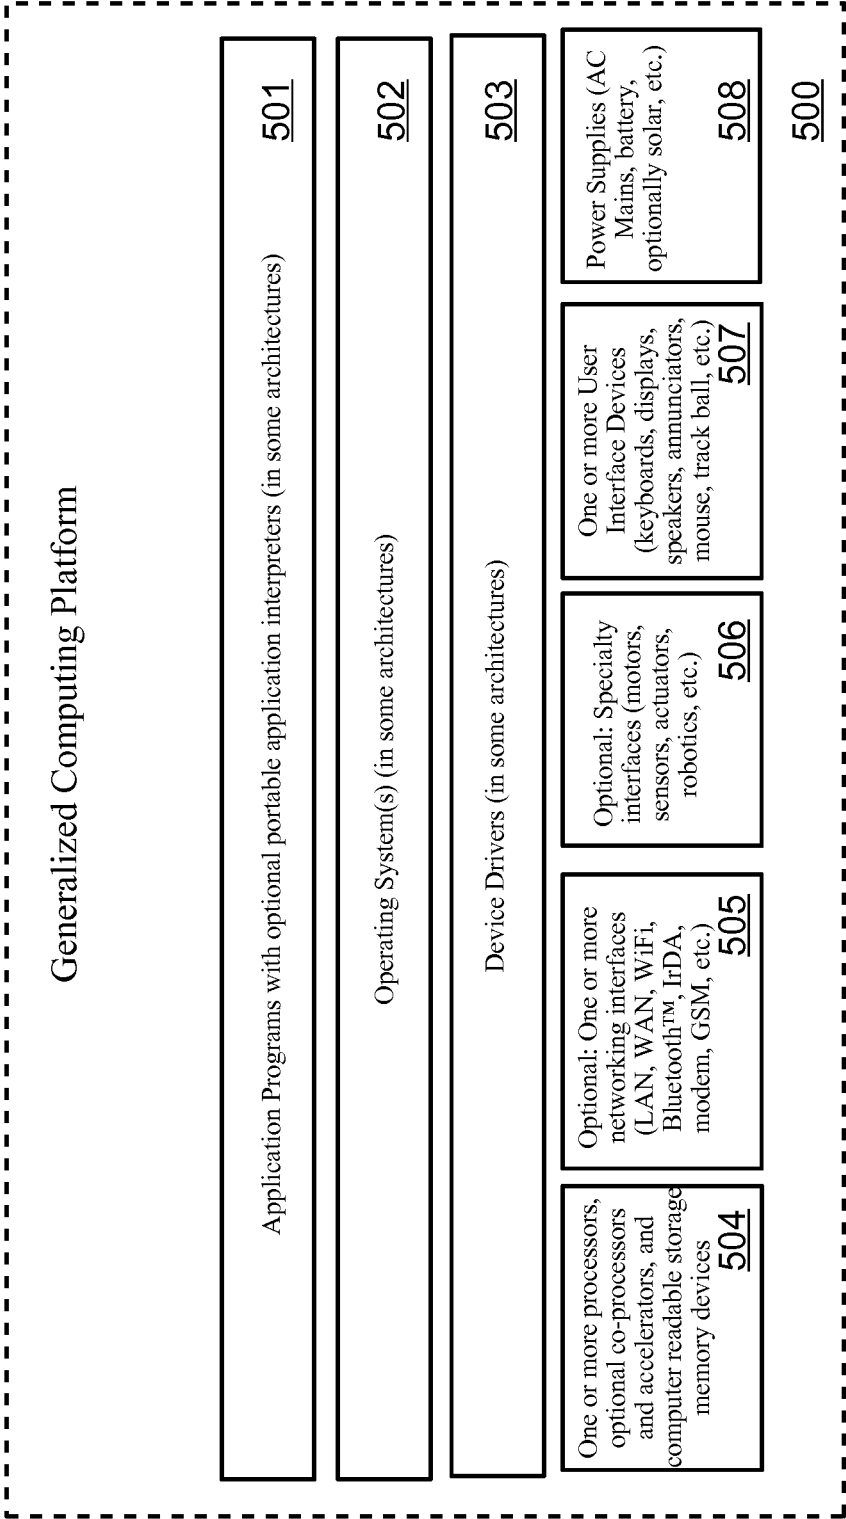 Generalized Computing Platform
Application Programs with optional portable application interpreters (in some architectures)
501
Operating System(s) (in some architectures)
502
Device Drivers (in some architectures)
503
One or more processors,
optional co-processors
and accelerators, and
computer readable storage
memory devices
504
Optional: One or more
networking interfaces
(LAN, WAN, WiFi,
Bluetooth™, IrDA,
modem, GSM, etc.)
505
Optional: Specialty
interfaces (motors,
sensors, actuators,
robotics, etc.)
506
One or more User
Interface Devices
(keyboards, displays,
speakers, annunciators,
mouse, track ball, etc.)
507
Power Supplies (AC
Mains, battery,
optionally solar, etc.)
508
500